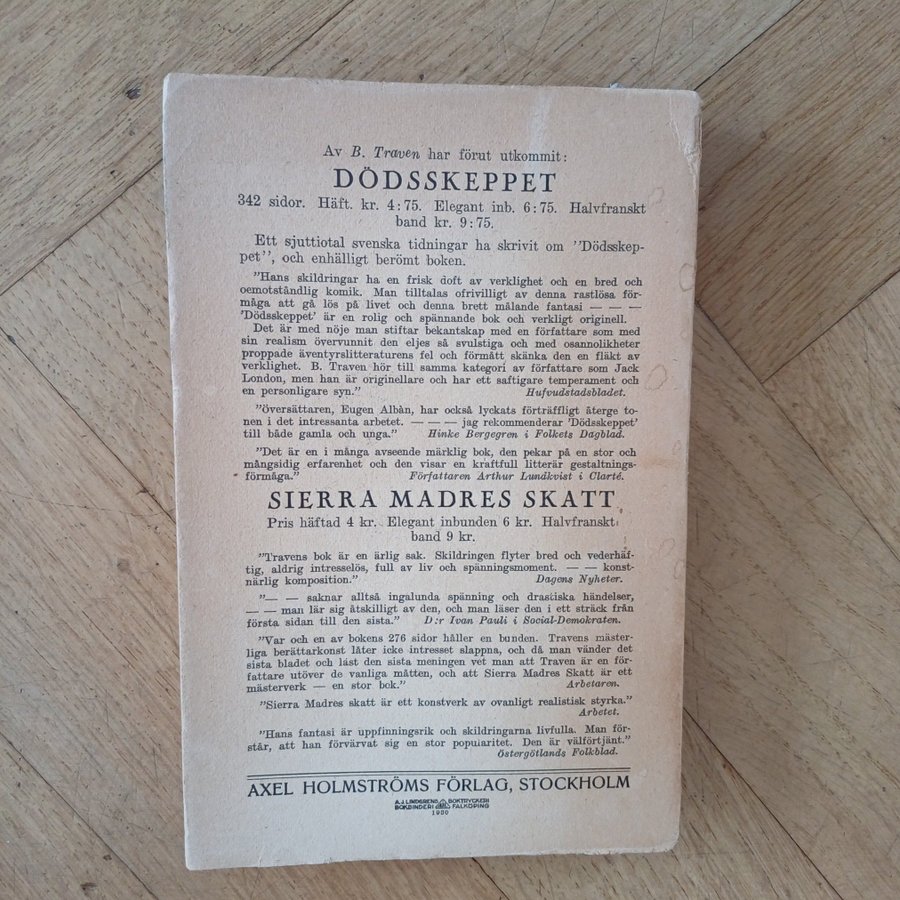 Av B. Traven har förut utkommit:
DÖDSSKEPPET
342 sidor. Häft. kr. 4:75. Elegant inb. 6:75. Halvfranskt
band kr. 9:75.
Ett sjuttiotal svenska tidningar ha skrivit om "Dödsskep-
pet", och enhälligt berömt boken.
"Hans skildringar ha en frisk doft av verklighet och en bred och
oemotståndlig komik. Man tilltalas ofrivilligt av denna rastlösa för-
måga att gå lös på livet och denna brett målande fantasi — — —
'Dödsskeppet' är en rolig och spännande bok och verkligt originell.
Det är med nöje man stiftar bekantskap med en författare som med
sin realism övervunnit den eljes så svulstiga och med osannolikheter
proppade äventyrslitteraturens fel och förmått skänka den en fläkt av
verklighet. B. Traven hör till samma kategori av författare som Jack
London, men han är originellare och har ett saftigare temperament och
en personligare syn." Hufvudstadsbladet.
"Översättaren, Eugen Albàn, har också lyckats förträffligt återge to-
nen i det intressanta arbetet. — — — jag rekommenderar 'Dödsskeppet'
till både gamla och unga." Hinke Bergegren i Folkets Dagblad.
"Det är en i många avseende märklig bok, den pekar på en stor och
mångsidig erfarenhet och den visar en kraftfull litterär gestaltnings-
förmåga." Författaren Arthur Lundkvist i Clarté.
SIERRA MADRES SKATT
Pris häftad 4 kr. Elegant inbunden 6 kr. Halvfranskt
band 9 kr.
"Travens bok är en ärlig sak. Skildringen flyter bred och vederhäf-
tig, aldrig intresselös, full av liv och spänningsmoment. — — konst-
närlig komposition." Dagens Nyheter.
"— — saknar alltså ingalunda spänning och drastiska händelser,
— — man lär sig åtskilligt av den, och man läser den i ett sträck från
första sidan till den sista." D:r Ivan Pauli i Social-Demokraten.
"Var och en av bokens 276 sidor håller en bunden. Travens mäster-
liga berättarkonst låter icke intresset slappna, och då man vänder det
sista bladet och läst den sista meningen vet man att Traven är en för-
fattare utöver de vanliga måtten, och att Sierra Madres Skatt är ett
mästerverk — en stor bok." Arbetaren.
"Sierra Madres skatt är ett konstverk av ovanligt realistisk styrka."
Arbetet.
"Hans fantasi är uppfinningsrik och skildringarna livfulla. Man för-
står, att han förvärvat sig en stor popularitet. Den är välförtjänt."
Östergötlands Folkblad.
AXEL HOLMSTRÖMS FÖRLAG, STOCKHOLM
A.J. LINDGRENS BOKTRYCKERI
BOKBINDERI FALKÖPING
1930